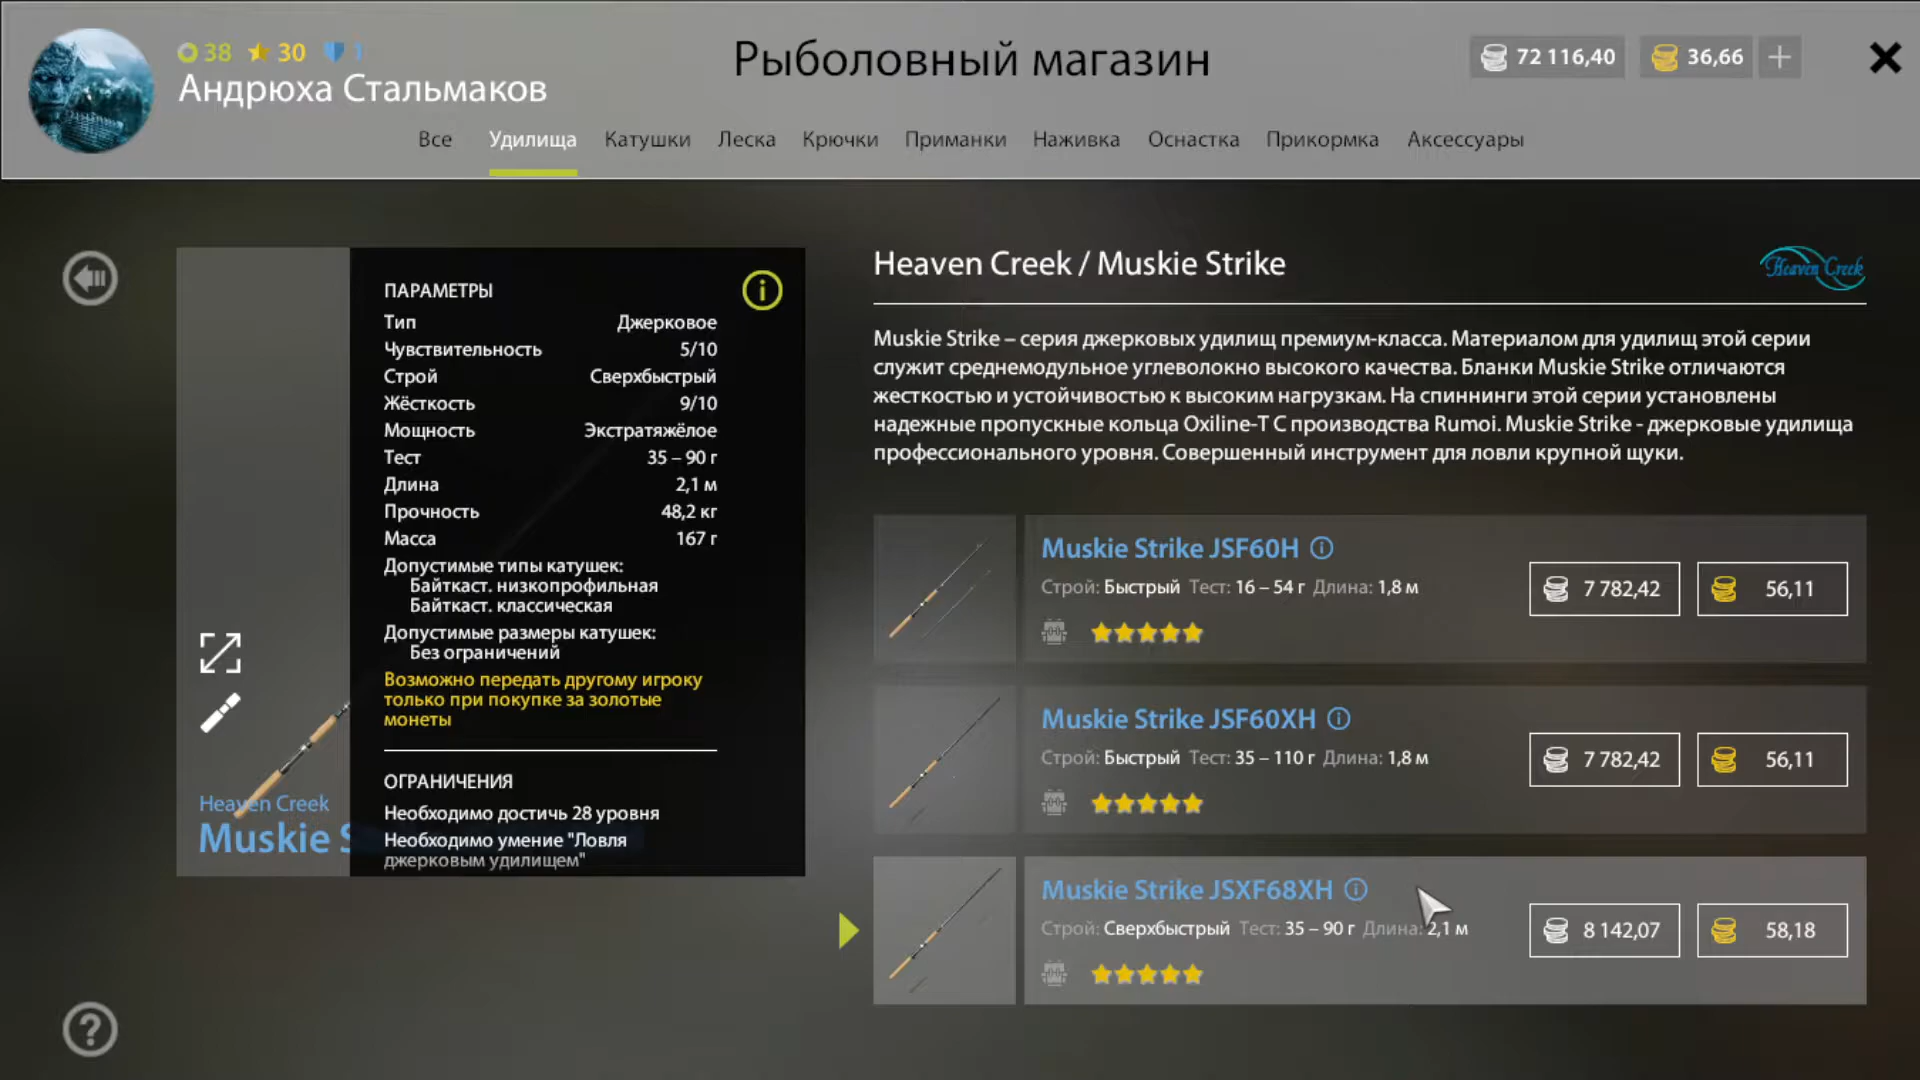 38 30 1
Андрюха Стальмаков
Рыболовный магазин
72 116,40
36,66
Все Удилища Катушки Леска Крючки Приманки Наживка Оснастка Прикормка Аксессуары
ПАРАМЕТРЫ
Тип Джерковое
Чувствительность 5/10
Строй Сверхбыстрый
Жёсткость 9/10
Мощность Экстратяжёлое
Тест 35 – 90 г
Длина 2,1 м
Прочность 48,2 кг
Масса 167 г
Допустимые типы катушек:
Байткаст. низкопрофильная
Байткаст. классическая
Допустимые размеры катушек:
Без ограничений
Возможно передать другому игроку
только при покупке за золотые
монеты
ОГРАНИЧЕНИЯ
Необходимо достичь 28 уровня
Необходимо умение "Ловля
джерковым удилищем"
Heaven Creek
Muskie S
Heaven Creek / Muskie Strike
Heaven Creek
Muskie Strike – серия джерковых удилищ премиум-класса. Материалом для удилищ этой серии
служит среднемодульное углеволокно высокого качества. Бланки Muskie Strike отличаются
жесткостью и устойчивостью к высоким нагрузкам. На спиннинги этой серии установлены
надежные пропускные кольца Oxiline-T C производства Rumoi. Muskie Strike - джерковые удилища
профессионального уровня. Совершенный инструмент для ловли крупной щуки.
Muskie Strike JSF60H
Строй: Быстрый Тест: 16 – 54 г Длина: 1,8 м
7 782,42
56,11
Muskie Strike JSF60XH
Строй: Быстрый Тест: 35 – 110 г Длина: 1,8 м
7 782,42
56,11
Muskie Strike JSXF68XH
Строй: Сверхбыстрый Тест: 35 – 90 г Длина: 2,1 м
8 142,07
58,18